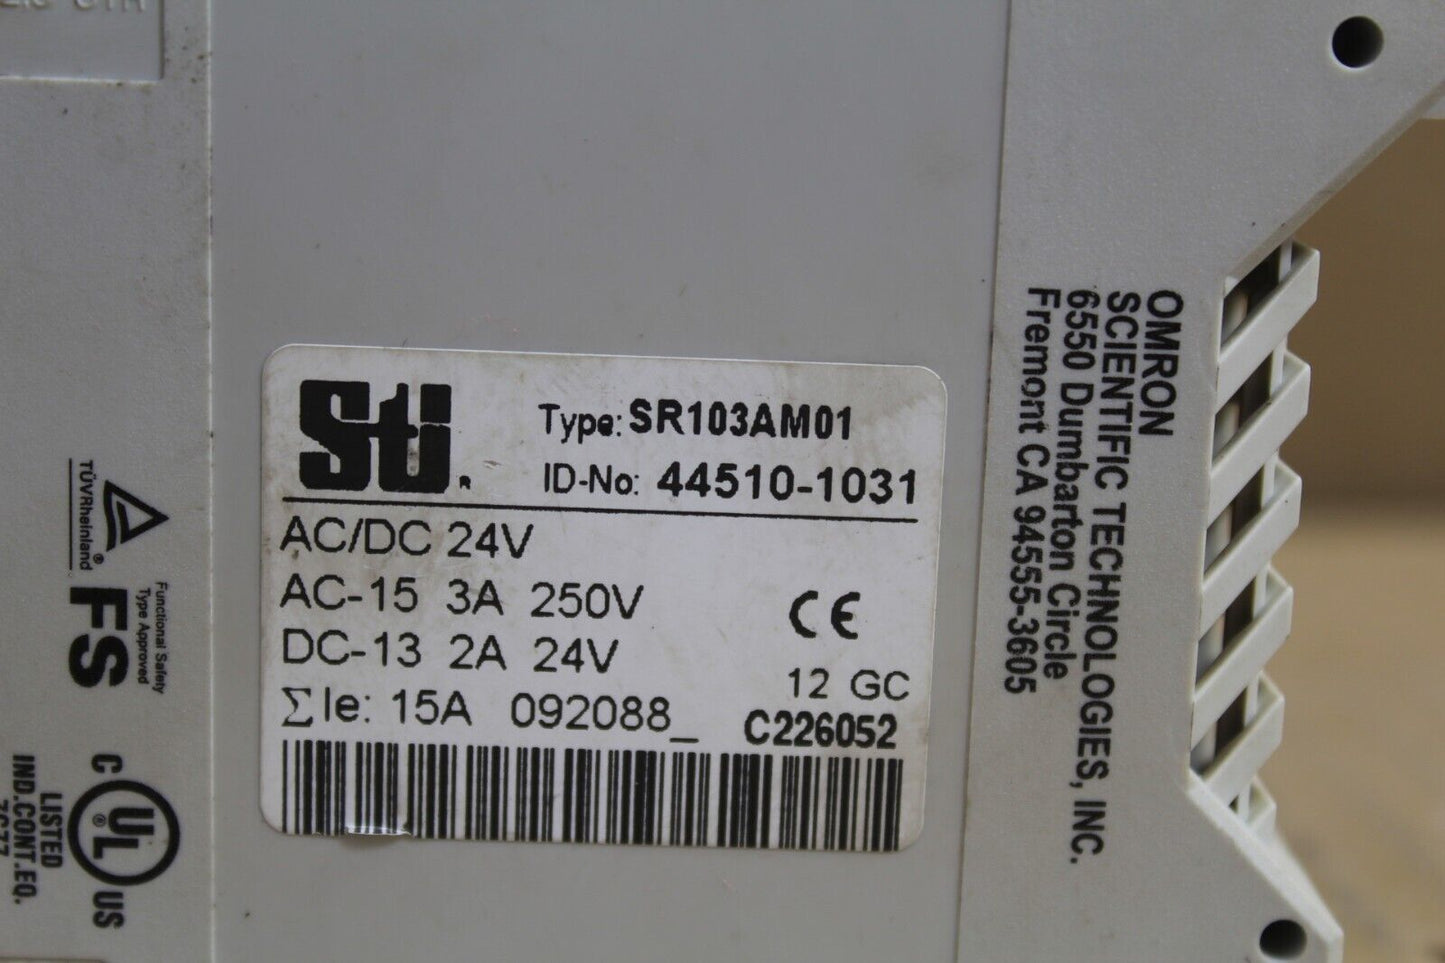 Sti
Type: SR103AM01
ID-No: 44510-1031
AC/DC 24V
AC-15 3A 250V
DC-13 2A 24V
∑Ie: 15A 092088_
CE
12 GC
C226052
OMRON
SCIENTIFIC TECHNOLOGIES, INC.
6550 Dumbarton Circle
Fremont CA 94555-3605
TÜVRheinland®
FS
Functional Safety
Type Approved
C UL® US
LISTED
IND.CONT.EQ.